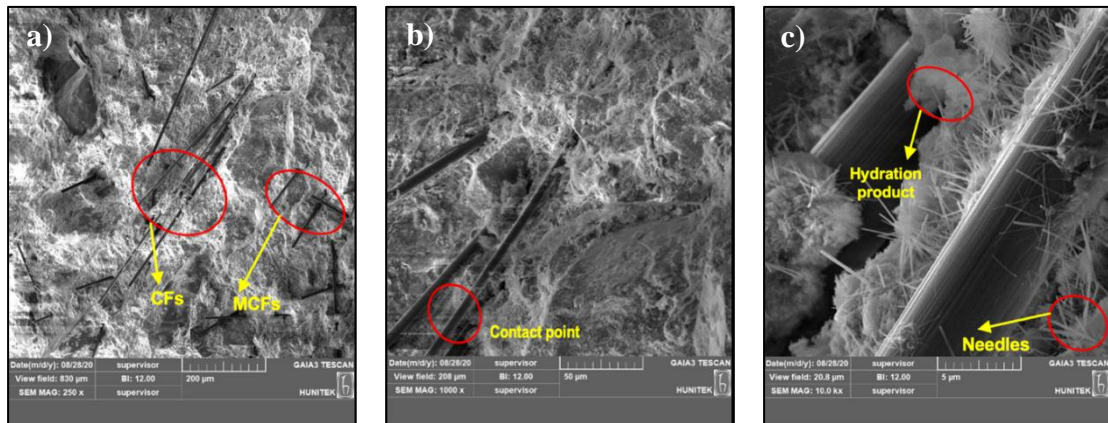 a)
CFs
MCFs
Date(m/d/y): 08/28/20 supervisor GAIA3 TESCAN
View field: 830 µm BI: 12.00 200 µm
SEM MAG: 250 x supervisor HUNITEK
b)
Contact point
Date(m/d/y): 08/28/20 supervisor GAIA3 TESCAN
View field: 208 µm BI: 12.00 50 µm
SEM MAG: 1000 x supervisor HUNITEK
c)
Hydration
product
Needles
Date(m/d/y): 08/28/20 supervisor GAIA3 TESCAN
View field: 20.8 µm BI: 12.00 5 µm
SEM MAG: 10.0 kx supervisor HUNITEK